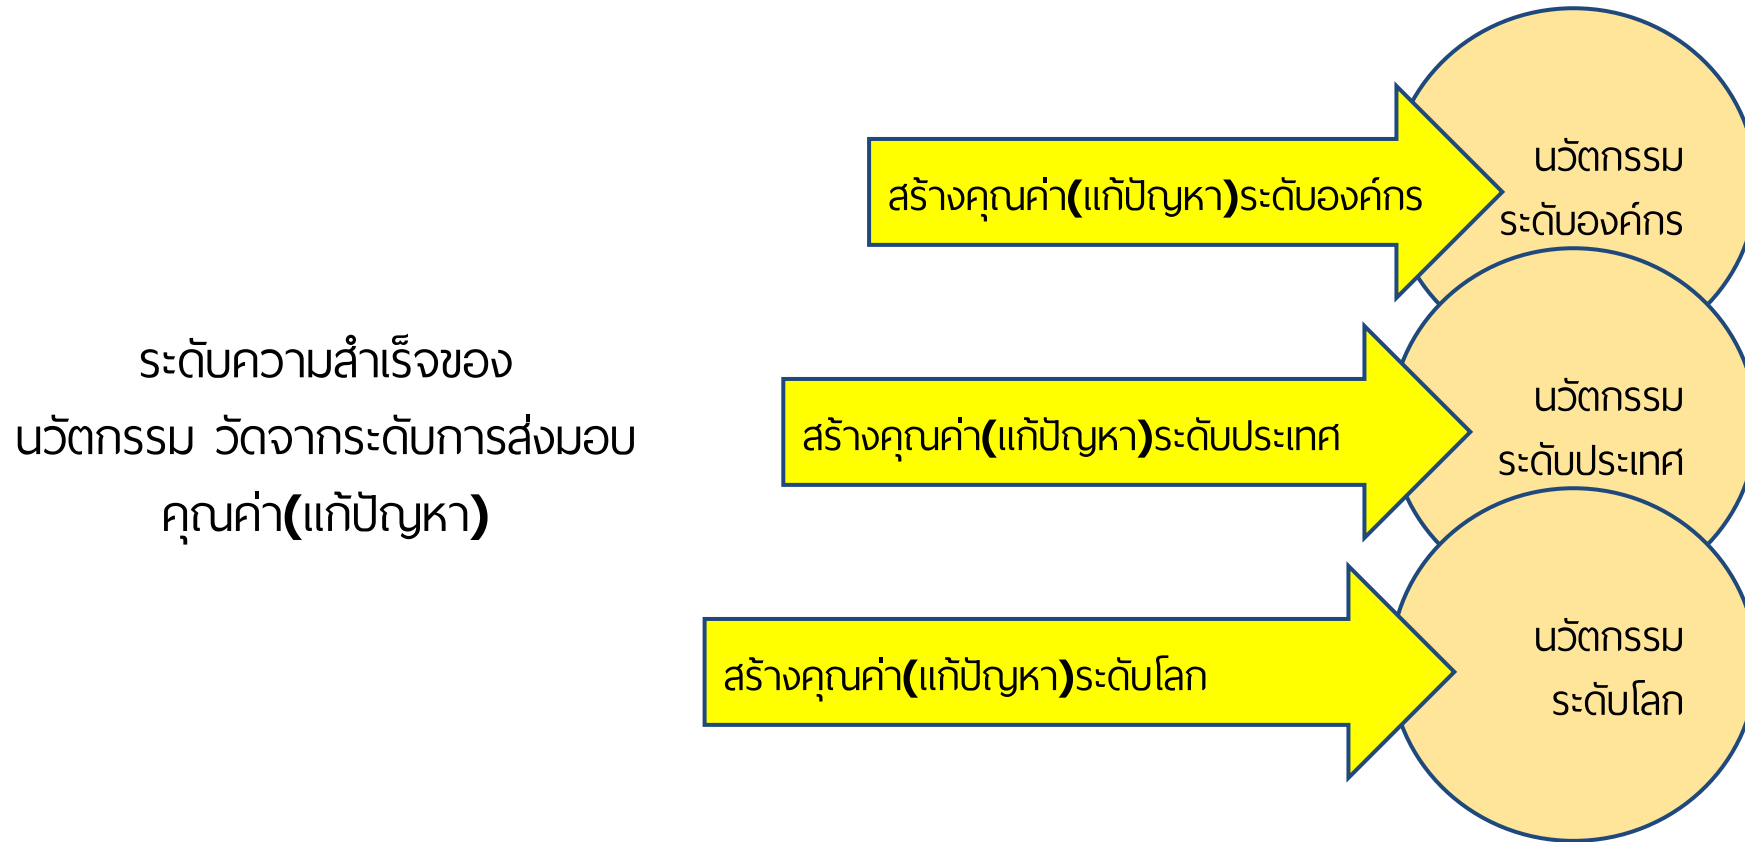 ระดับความสำเร็จของ
นวัตกรรม วัดจากระดับการส่งมอบ
คุณค่า(แก้ปัญหา)
สร้างคุณค่า(แก้ปัญหา)ระดับองค์กร
นวัตกรรม
ระดับองค์กร
สร้างคุณค่า(แก้ปัญหา)ระดับประเทศ
นวัตกรรม
ระดับประเทศ
สร้างคุณค่า(แก้ปัญหา)ระดับโลก
นวัตกรรม
ระดับโลก